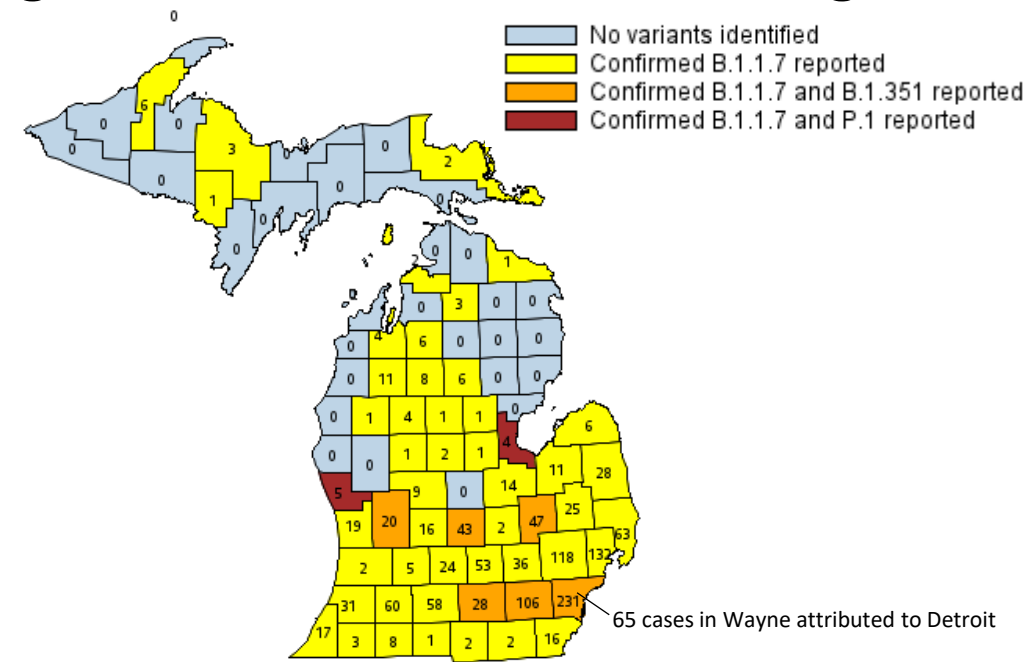 0
No variants identified
Confirmed B.1.1.7 reported
Confirmed B.1.1.7 and B.1.351 reported
Confirmed B.1.1.7 and P.1 reported
6
0 0
0 3 0 0 2
0 0
1 0
0 0
0 0 0 1
2
0 0 3 0 0
4
0 6 0 0 0
0 11 8 6 0 0
0 1 4 1 1 0
6
0 0 1 2 1 4
11 28
5 9 0 14
19 20 16 43 2 47 25 63
2 5 24 53 36 118 132
31 60 58 28 106 231
65 cases in Wayne attributed to Detroit
17 3 8 1 2 2 16